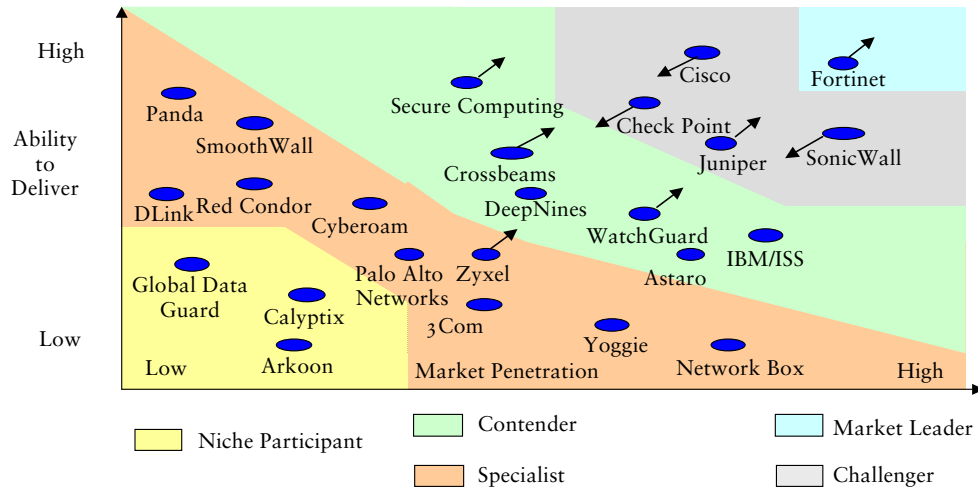 High
Cisco
Fortinet
Secure Computing
Panda
Check Point
SmoothWall
Ability
to
Deliver
Juniper
SonicWall
Crossbeams
DLink
Red Condor
DeepNines
Cyberoam
WatchGuard
IBM/ISS
Global Data
Guard
Palo Alto
Networks
Zyxel
Astaro
Calyptix
3Com
Low
Arkoon
Yoggie
Network Box
Low
Market Penetration
High
Niche Participant
Contender
Market Leader
Specialist
Challenger